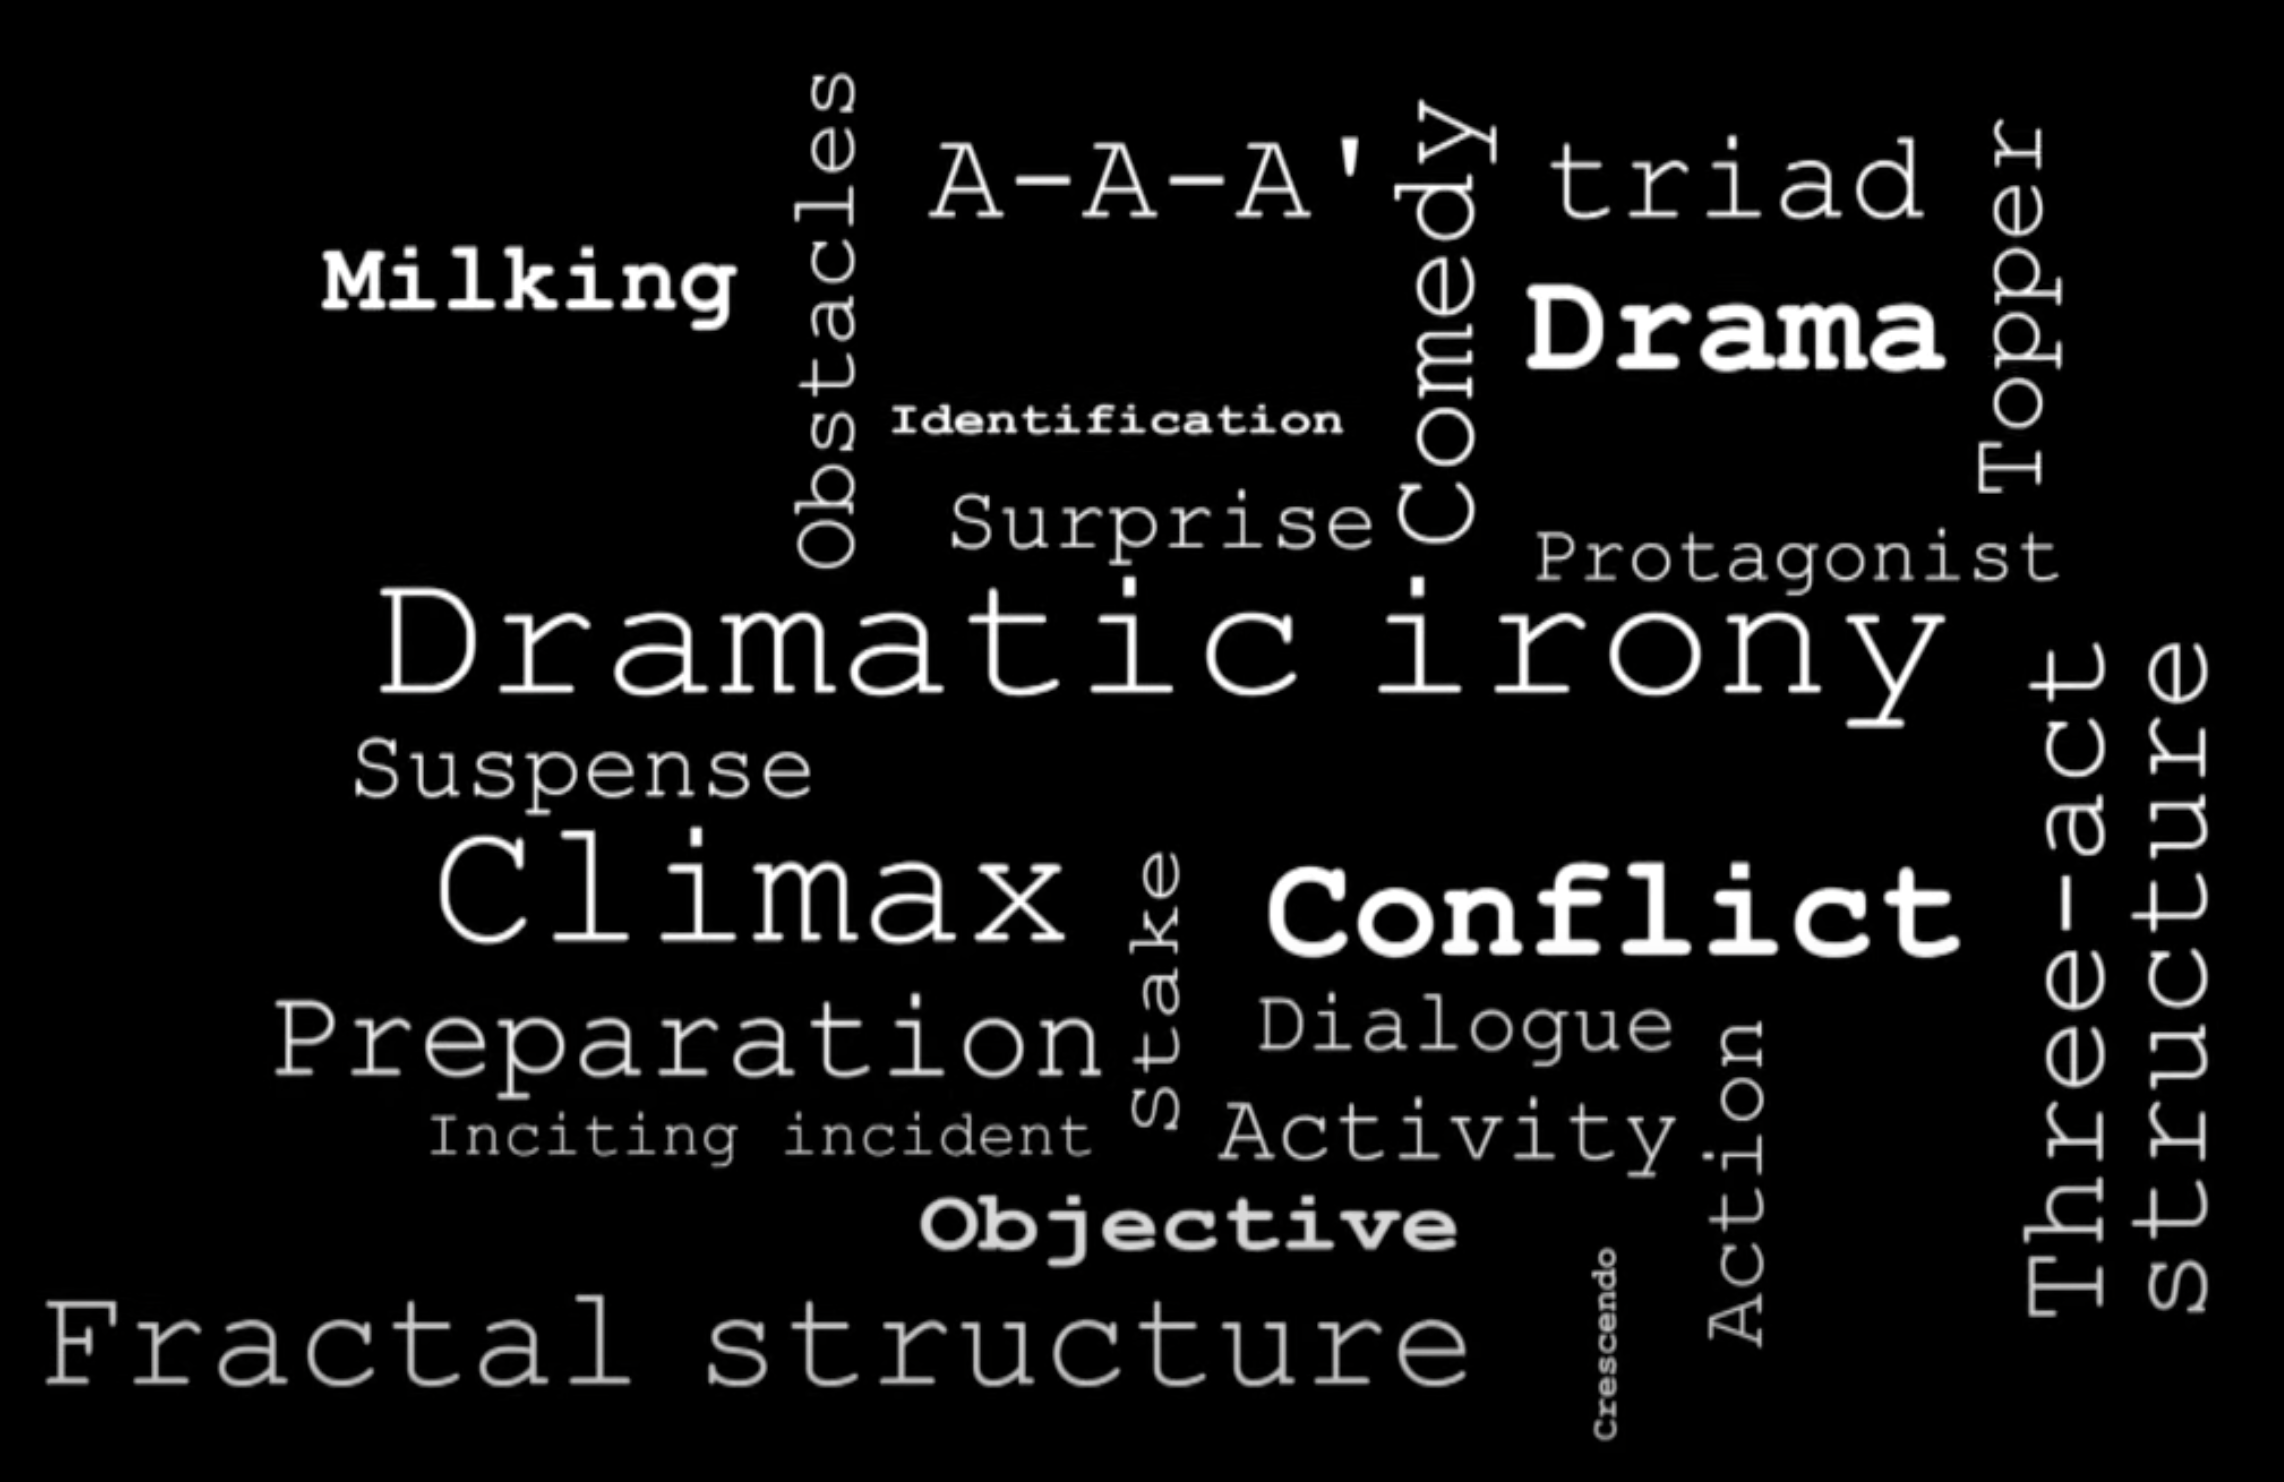 Obstacles
A-A-A' triad
Comedy
Topper
Milking
Drama
Identification
Surprise
Protagonist
Dramatic irony
Suspense
Three-act
structure
Climax
Stake
Conflict
Preparation
Dialogue
Action
Inciting incident
Activity
Objective
Crescendo
Fractal structure